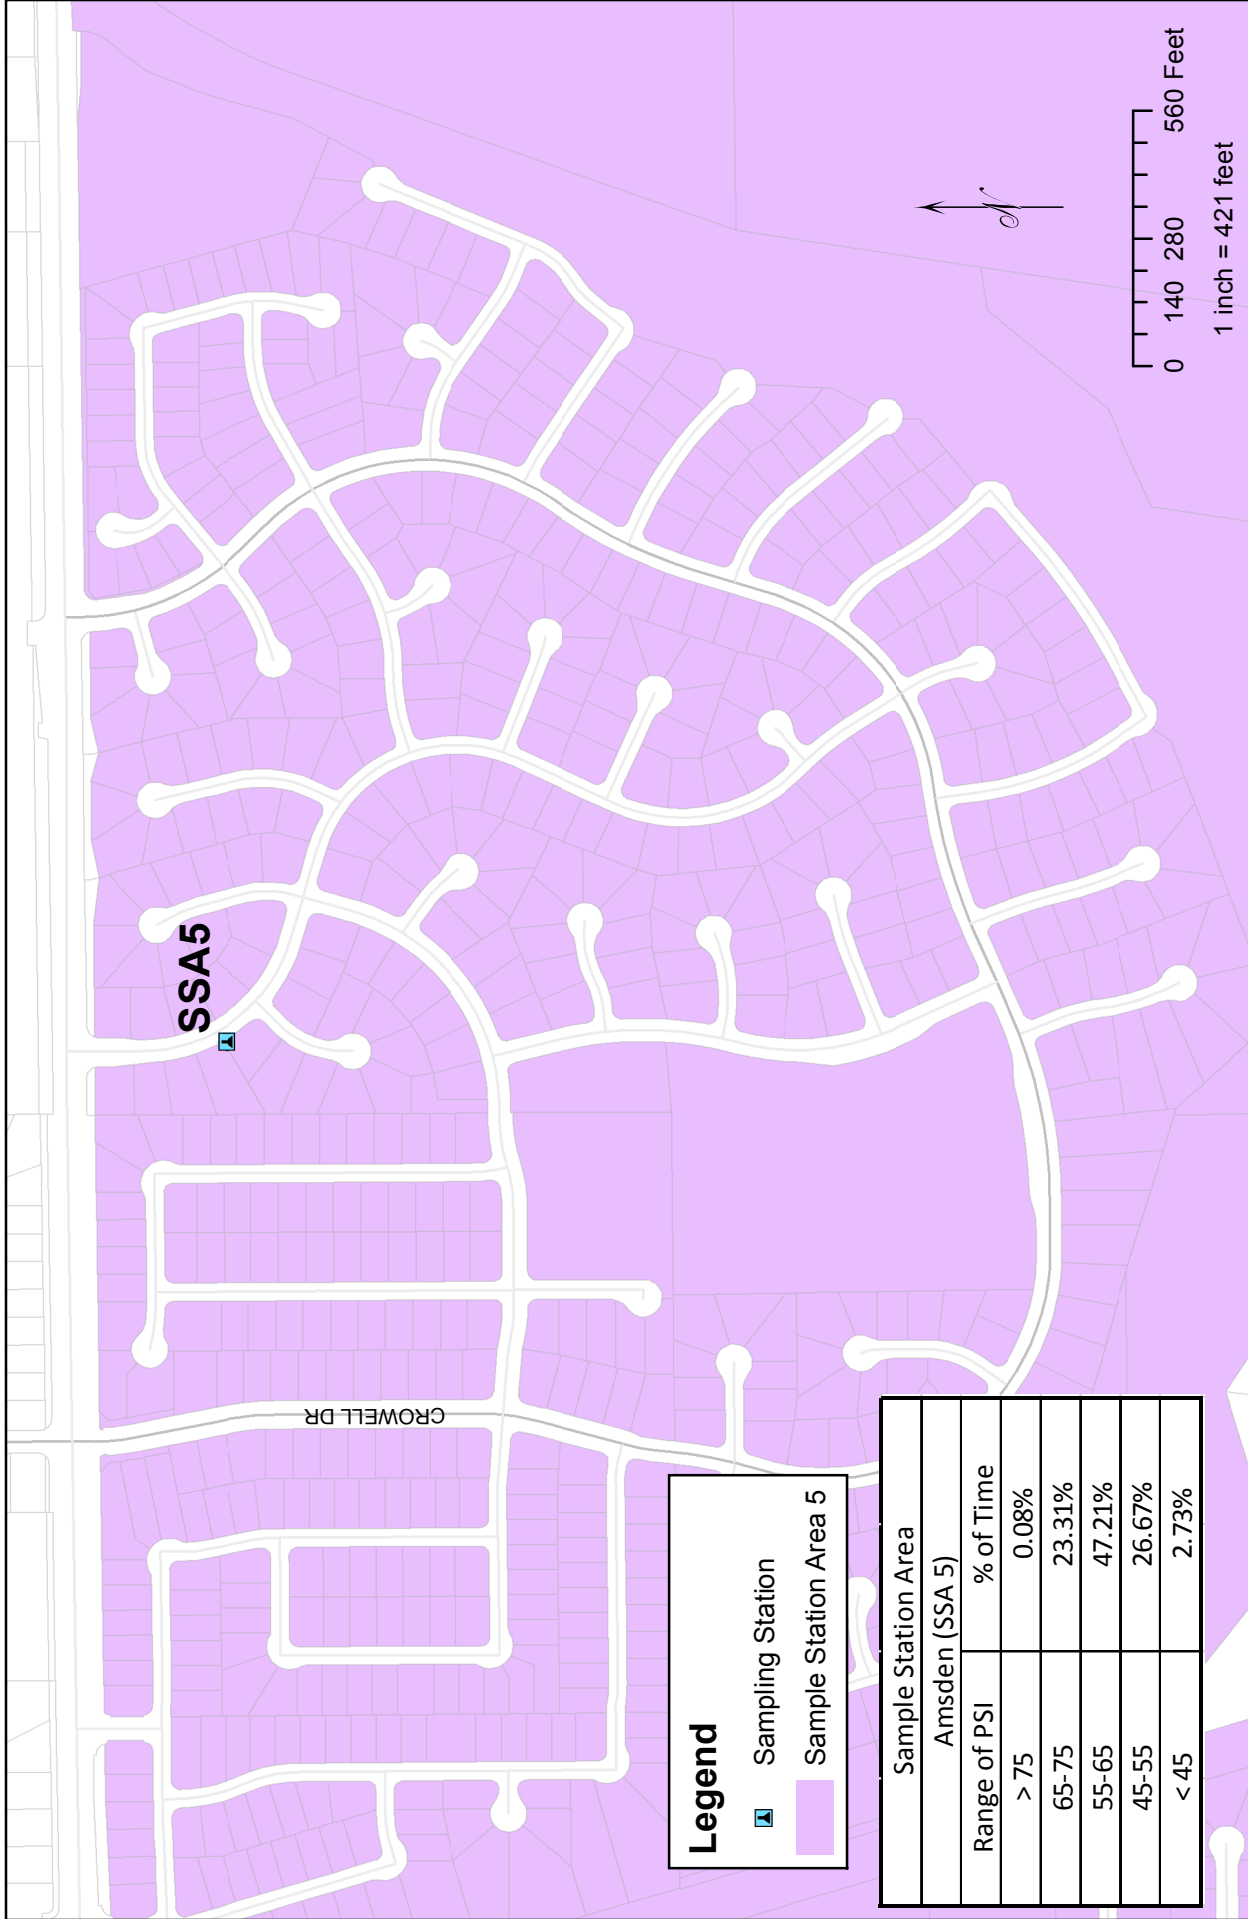 SSA5
CROWELL DR
Legend
Sampling Station
Sample Station Area 5
Sample Station Area
Amsden (SSA 5)
Range of PSI % of Time
> 75 0.08%
65-75 23.31%
55-65 47.21%
45-55 26.67%
< 45 2.73%
N
0 140 280 560 Feet
1 inch = 421 feet